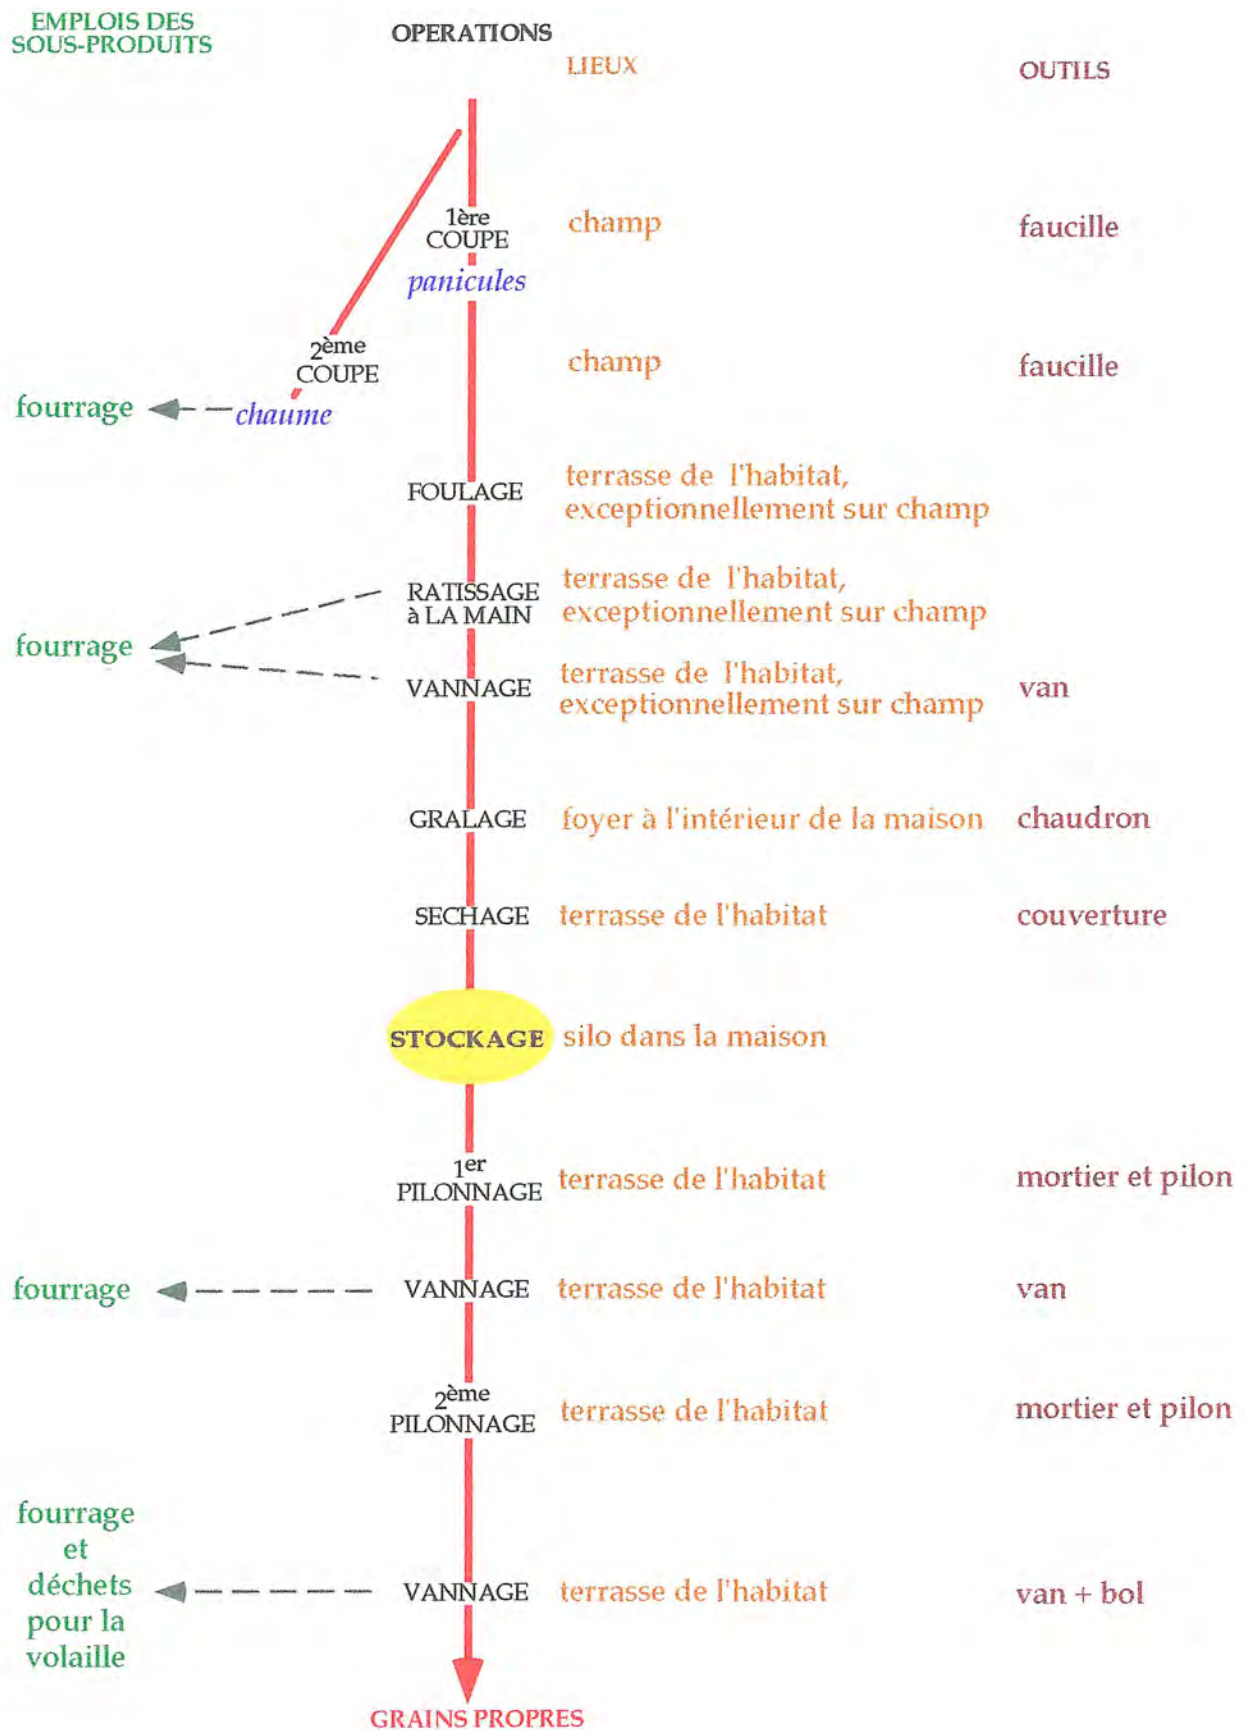 EMPLOIS DES
SOUS-PRODUITS
OPERATIONS
LIEUX
OUTILS
1ère
COUPE
champ
faucille
panicules
2ème
COUPE
champ
faucille
fourrage
chaume
FOULAGE
terrasse de l'habitat,
exceptionnellement sur champ
RATISSAGE
à LA MAIN
terrasse de l'habitat,
exceptionnellement sur champ
fourrage
VANNAGE
terrasse de l'habitat,
exceptionnellement sur champ
van
GRALAGE
foyer à l'intérieur de la maison
chaudron
SECHAGE
terrasse de l'habitat
couverture
STOCKAGE
silo dans la maison
1er
PILONNAGE
terrasse de l'habitat
mortier et pilon
fourrage
VANNAGE
terrasse de l'habitat
van
2ème
PILONNAGE
terrasse de l'habitat
mortier et pilon
fourrage
et
déchets
pour la
volaille
VANNAGE
terrasse de l'habitat
van + bol
GRAINS PROPRES